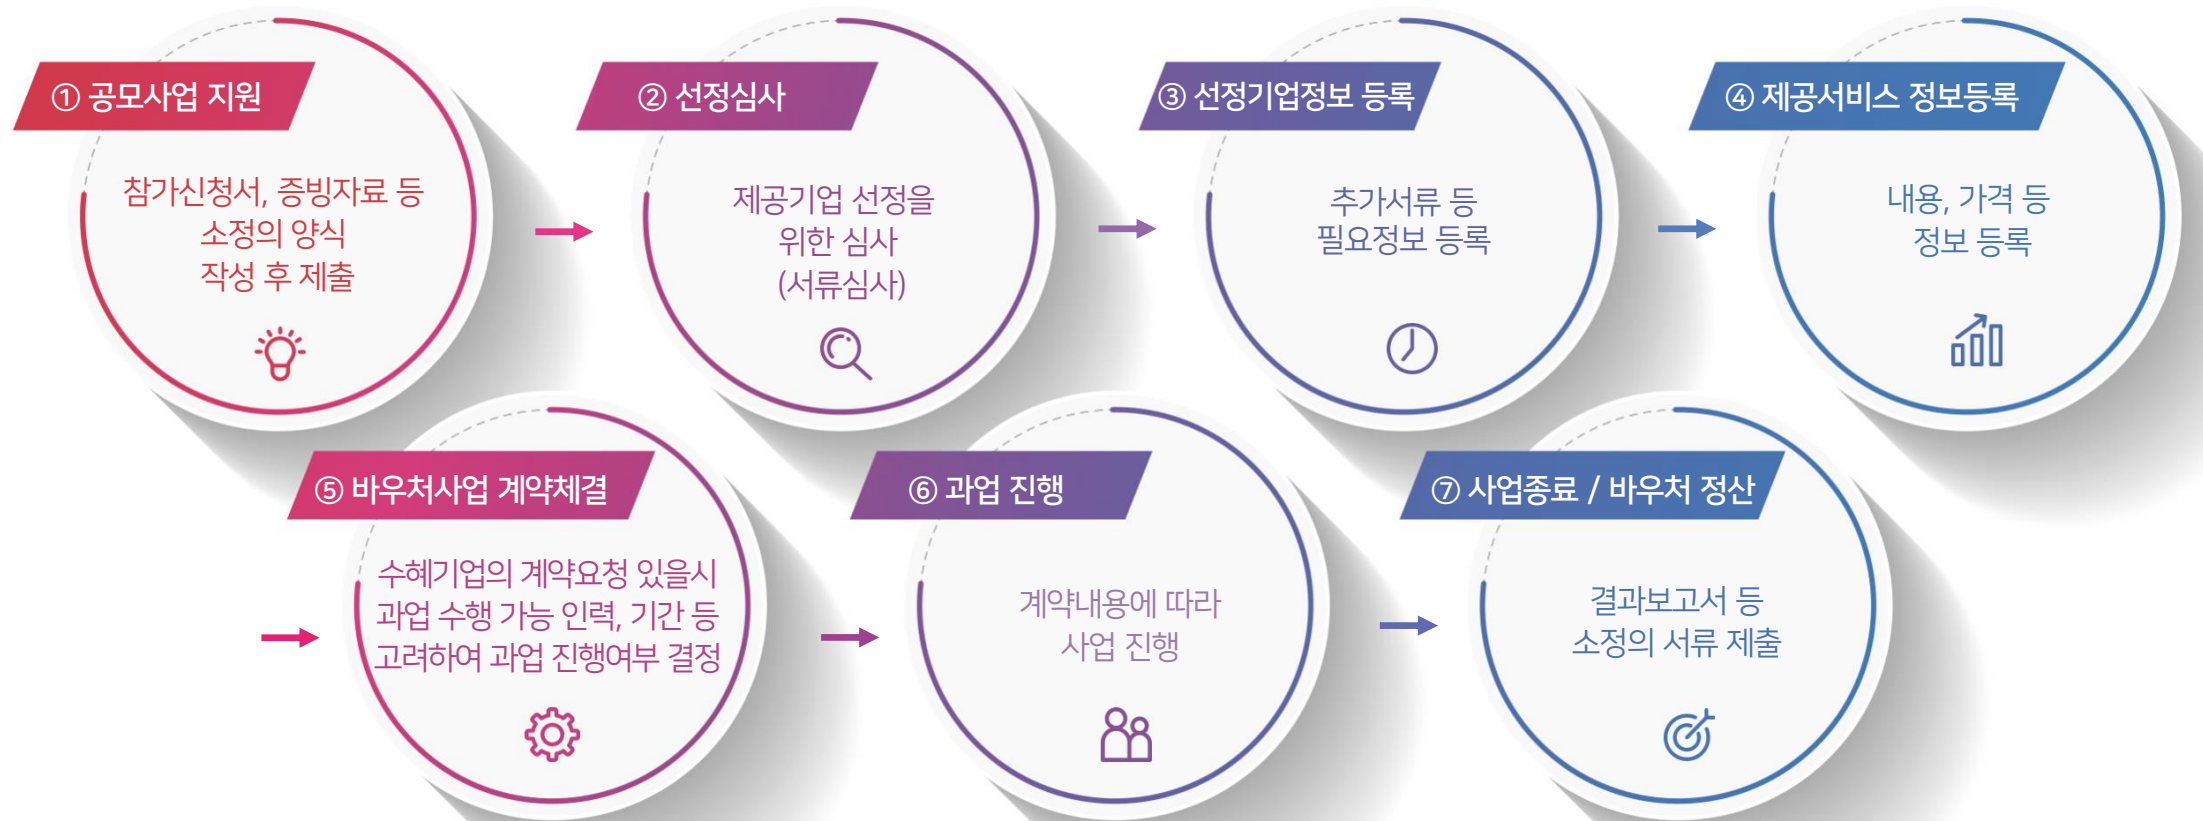 ① 공모사업 지원
참가신청서, 증빙자료 등
소정의 양식
작성 후 제출
② 선정심사
제공기업 선정을
위한 심사
(서류심사)
③ 선정기업정보 등록
추가서류 등
필요정보 등록
④ 제공서비스 정보등록
내용, 가격 등
정보 등록
⑤ 바우처사업 계약체결
수혜기업의 계약요청 있을시
과업 수행 가능 인력, 기간 등
고려하여 과업 진행여부 결정
⑥ 과업 진행
계약내용에 따라
사업 진행
⑦ 사업종료 / 바우처 정산
결과보고서 등
소정의 서류 제출